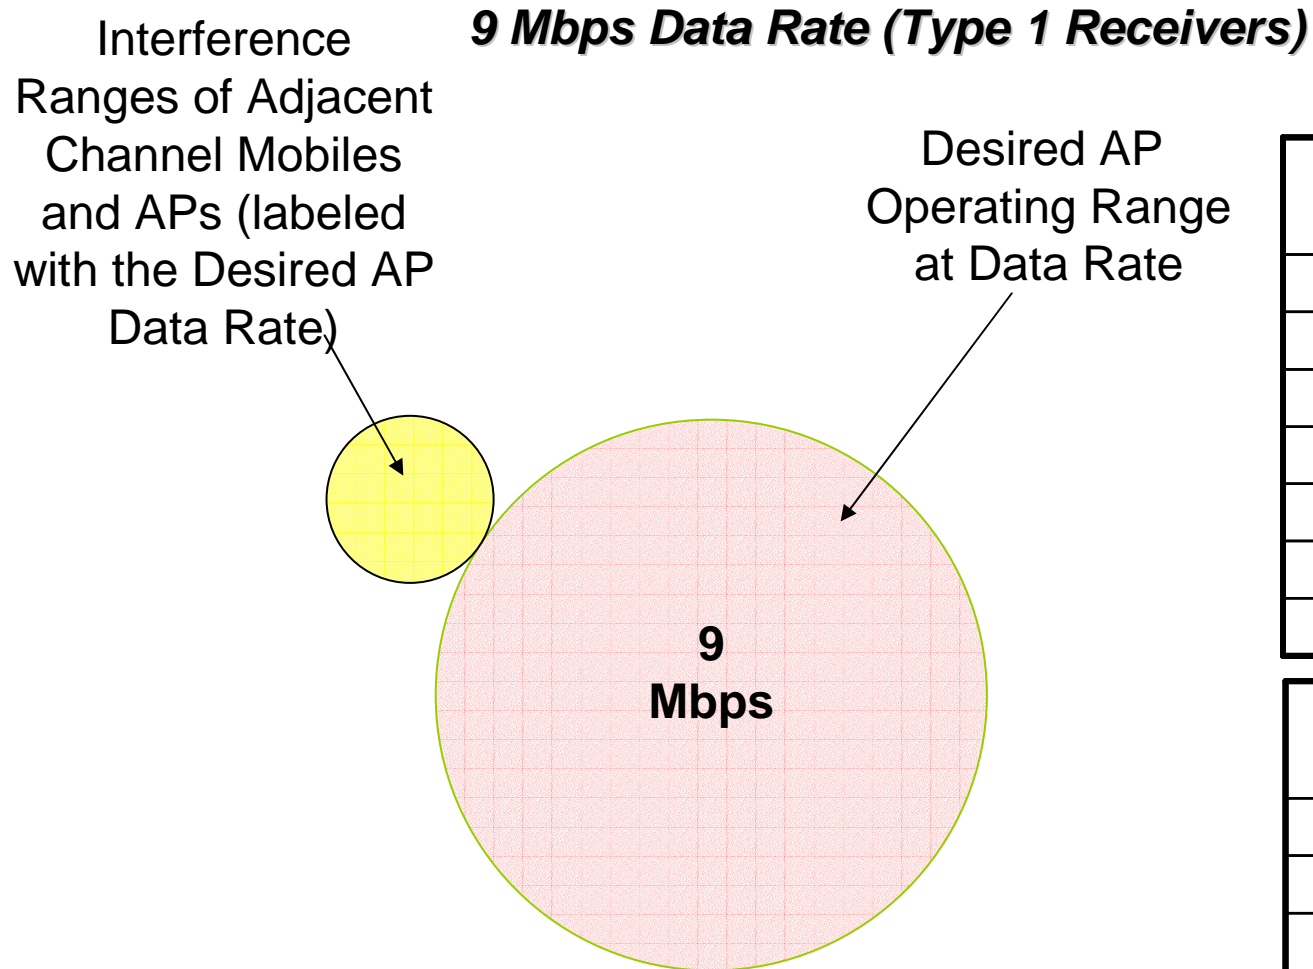 9 Mbps Data Rate (Type 1 Receivers)
Interference
Ranges of Adjacent
Channel Mobiles
and APs (labeled
with the Desired AP
Data Rate)
Desired AP
Operating Range
at Data Rate
9
Mbps